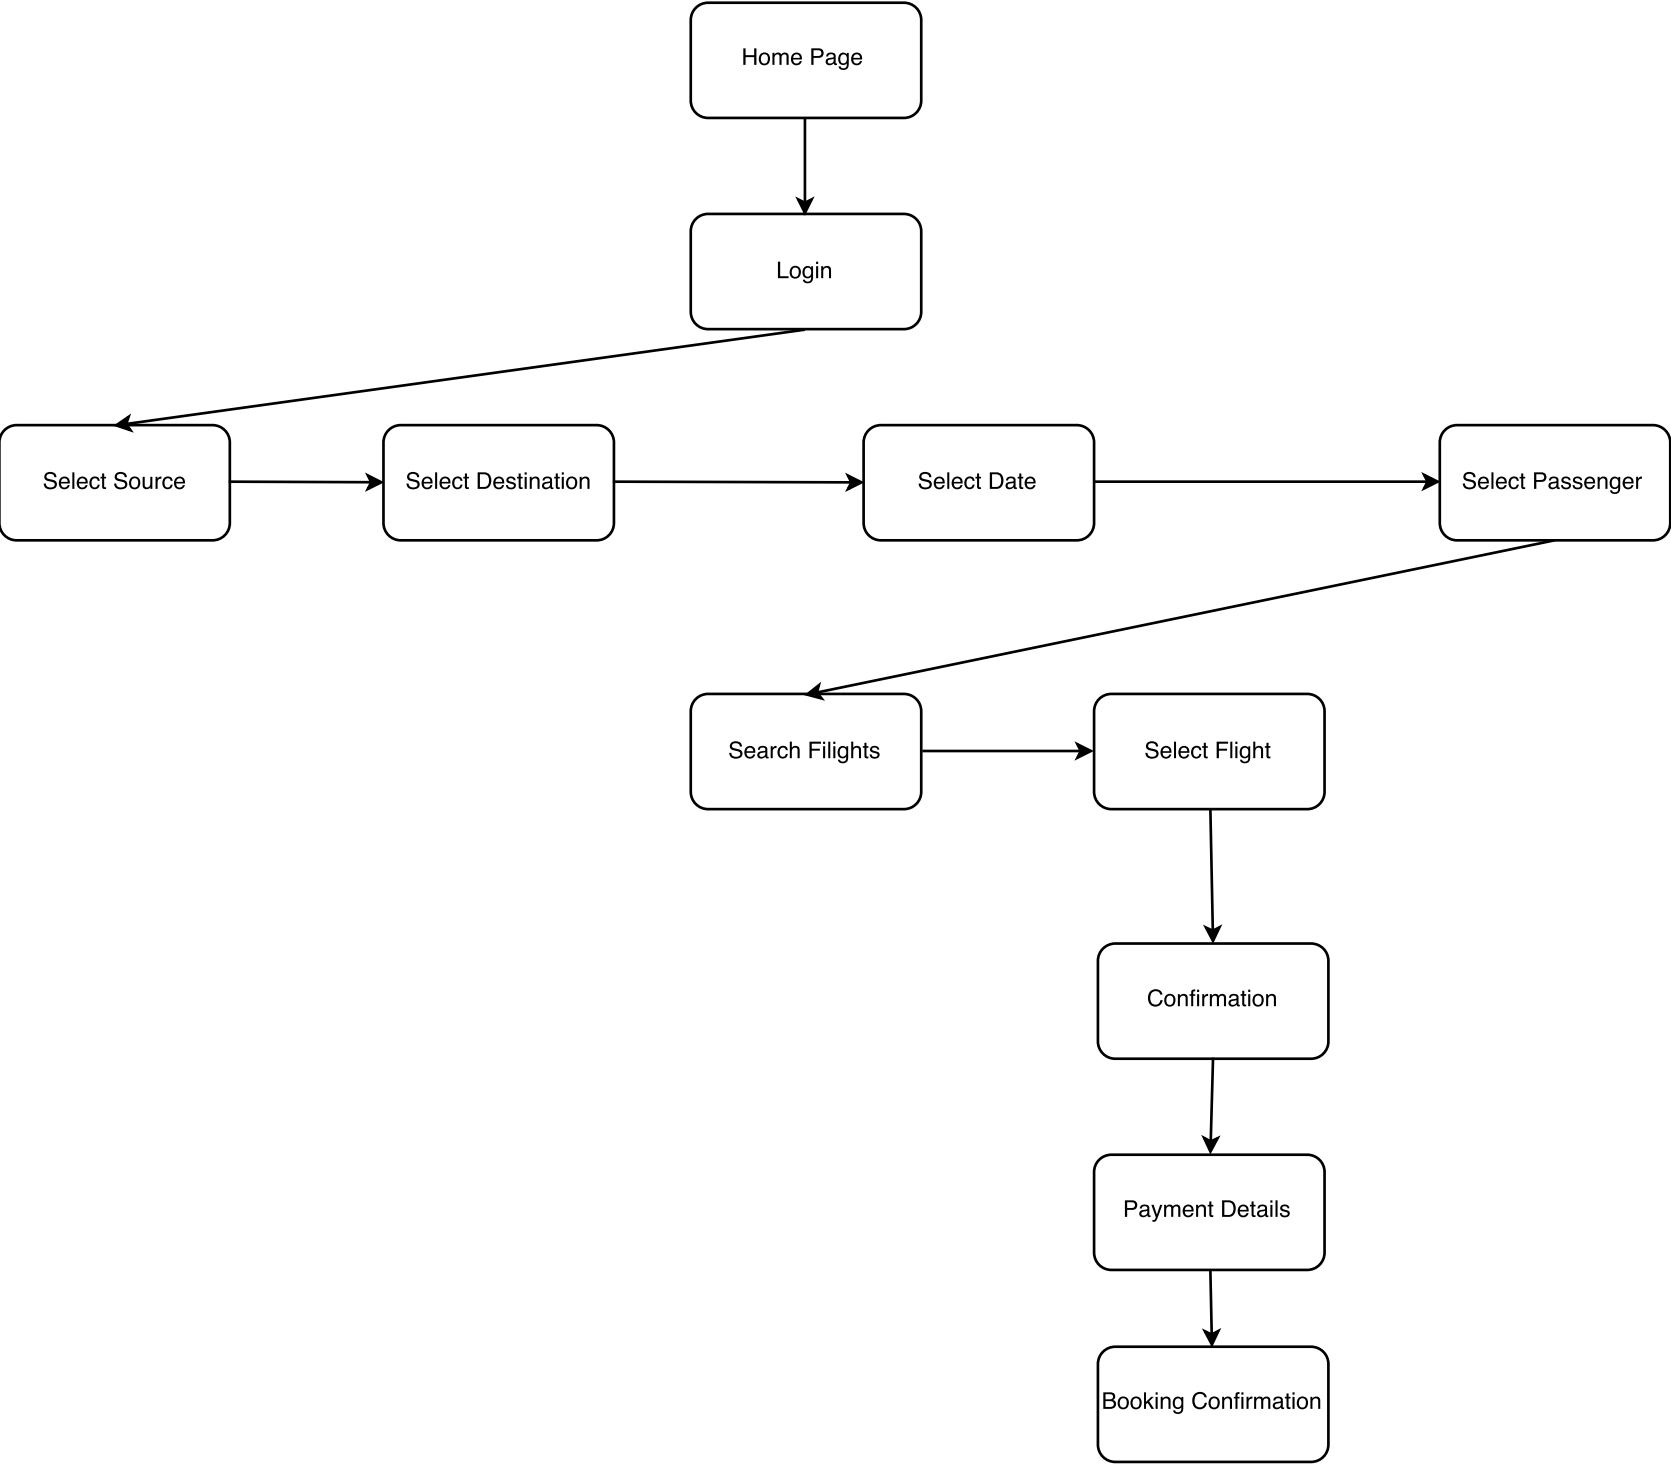 Home Page
Login
Select Source
Select Destination
Select Date
Select Passenger
Search Filights
Select Flight
Confirmation
Payment Details
Booking Confirmation